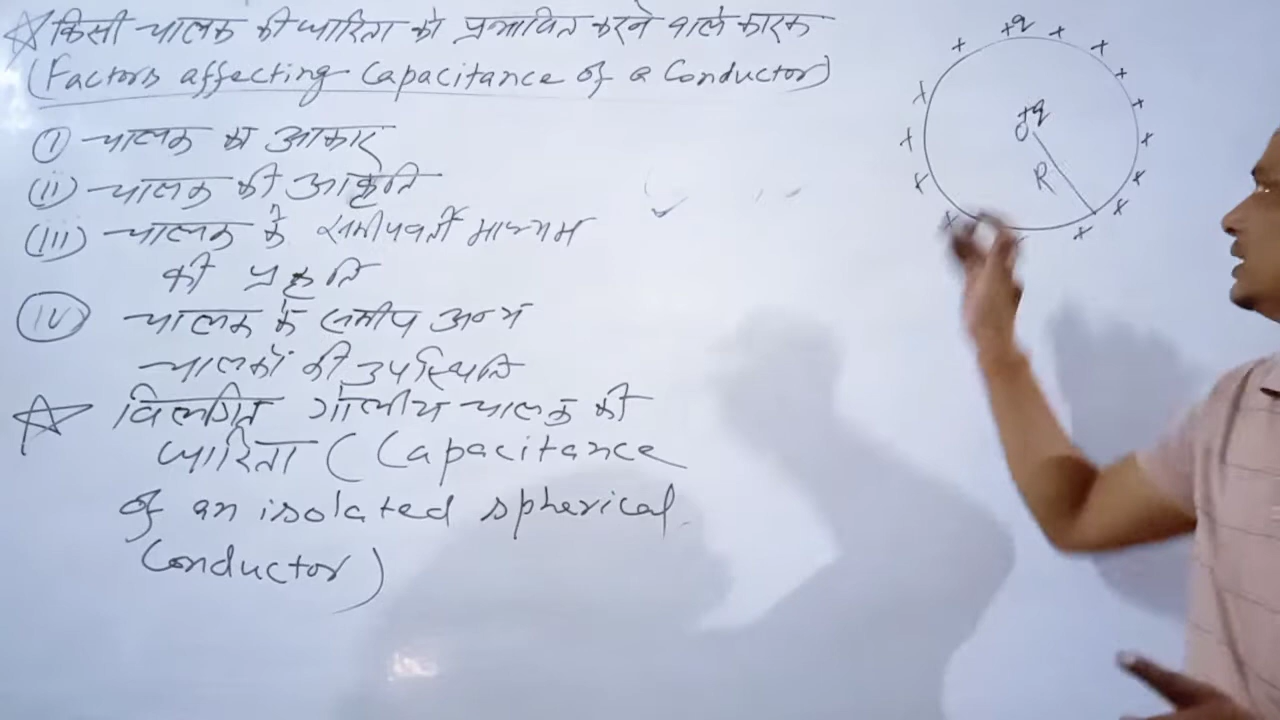 ☆ किसी चालक की धारिता को प्रभावित करने वाले कारक
(Factors affecting Capacitance of a Conductor)
(i) चालक का आकार
(ii) चालक की आकृति
(iii) चालक के समीपवर्ती माध्यम
की प्रकृति
(iv) चालक के समीप अन्य
चालकों की उपस्थिति
☆ विलगित गोलीय चालक की
धारिता (Capacitance
of an isolated spherical
Conductor)
+q
+q
O
R